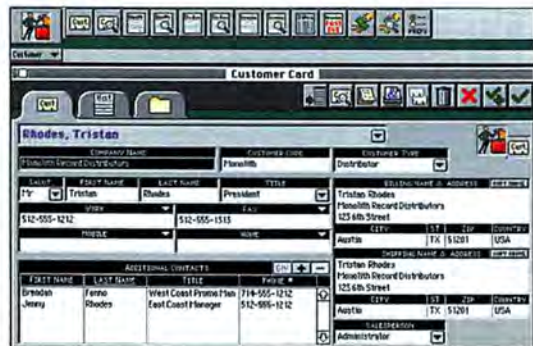 Customer
Customer Card
Rhodes, Tristan
COMPANY NAME
CUSTOMER CODE
CUSTOMER TYPE
Monolith Record Distributors
Monolith
Distributor
SALUT
FIRST NAME
LAST NAME
TITLE
Mr
Tristan
Rhodes
President
WORK
FAX
512-555-1212
512-555-1313
MOBILE
HOME
BILLING NAME & ADDRESS
Tristan Rhodes
Monolith Record Distributors
123 6th Street
CITY
ST
ZIP
COUNTRY
Austin
TX
51201
USA
SHIPPING NAME & ADDRESS
Tristan Rhodes
Monolith Record Distributors
123 6th Street
CITY
ST
ZIP
COUNTRY
Austin
TX
51201
USA
SALESPERSON
Administrator
ADDITIONAL CONTACTS
FIRST NAME
LAST NAME
TITLE
PHONE #
Brendan
Fenno
West Coast Promo Man
714-555-1212
Jenny
Rhodes
East Coast Manager
512-555-1212